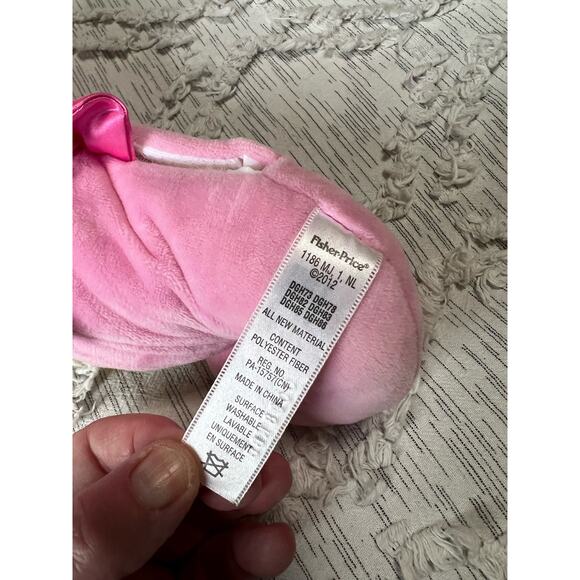 Fisher-Price®
1186 MJ, 1, NL
©2012
DGH73 DGH78
DGH82 DGH83
DGH85 DGH86
ALL NEW MATERIAL
CONTENT
POLYESTER FIBER
REG. NO.
PA-15757(CN)
MADE IN CHINA
SURFACE
WASHABLE
LAVABLE
UNIQUEMENT
EN SURFACE